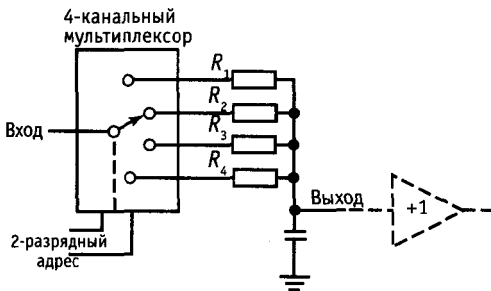 4-канальный
мультиплексор
R1
R2
Вход
R3
R4
Выход
+1
2-разрядный
адрес